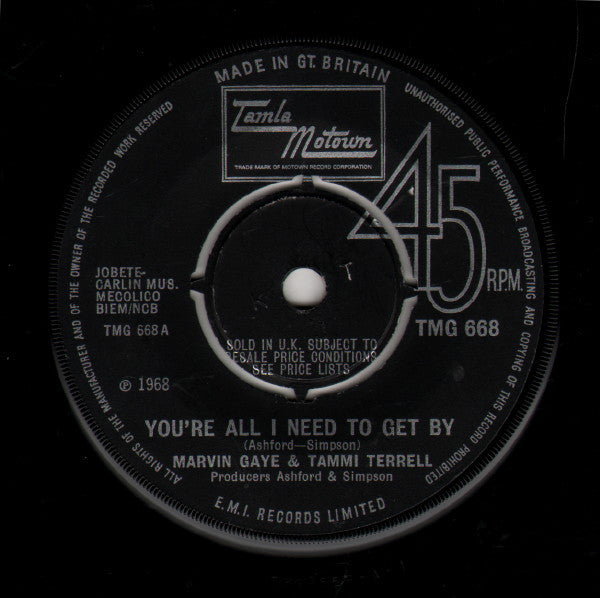 MADE IN GT. BRITAIN
UNAUTHORISED PUBLIC PERFORMANCE BROADCASTING AND COPYING OF THIS RECORD PROHIBITED
ALL RIGHTS OF THE MANUFACTURER AND OF THE OWNER OF THE RECORDED WORK RESERVED
Tamla
Motown
TRADE MARK OF MOTOWN RECORD CORPORATION
45
R.P.M.
JOBETE-
CARLIN MUS.
MECOLICO
BIEM/NCB
TMG 668A
TMG 668
SOLD IN U.K. SUBJECT TO
RESALE PRICE CONDITIONS,
SEE PRICE LISTS
℗ 1968
YOU'RE ALL I NEED TO GET BY
(Ashford—Simpson)
MARVIN GAYE & TAMMI TERRELL
Producers Ashford & Simpson
E.M.I. RECORDS LIMITED